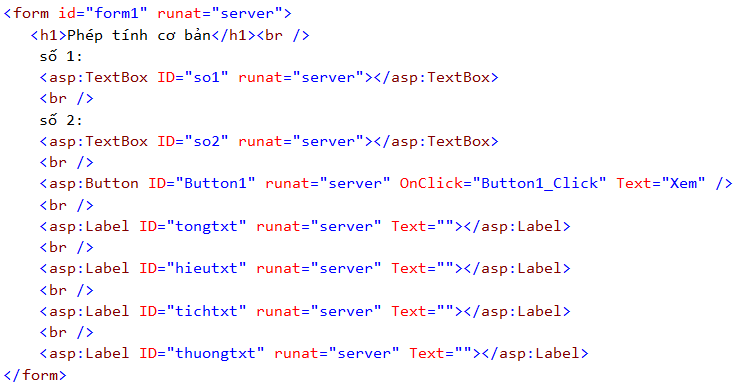 <form id="form1" runat="server">
<h1>Phép tính cơ bản</h1><br />
số 1:
<asp:TextBox ID="so1" runat="server"></asp:TextBox>
<br />
số 2:
<asp:TextBox ID="so2" runat="server"></asp:TextBox>
<br />
<asp:Button ID="Button1" runat="server" OnClick="Button1_Click" Text="Xem" />
<br />
<asp:Label ID="tongtxt" runat="server" Text=""></asp:Label>
<br />
<asp:Label ID="hieutxt" runat="server" Text=""></asp:Label>
<br />
<asp:Label ID="tichtxt" runat="server" Text=""></asp:Label>
<br />
<asp:Label ID="thuongtxt" runat="server" Text=""></asp:Label>
</form>